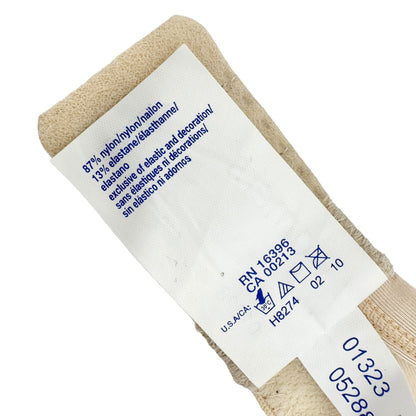 87% nylon/nylon/nailon
13% elastane/élasthanne/
elastano
exclusive of elastic and decoration/
sans élastiques ni décorations/
sin elástico ni adornos
RN 16396
CA 00213
U.S.A/CA:
H8274 02 10
01323
0528